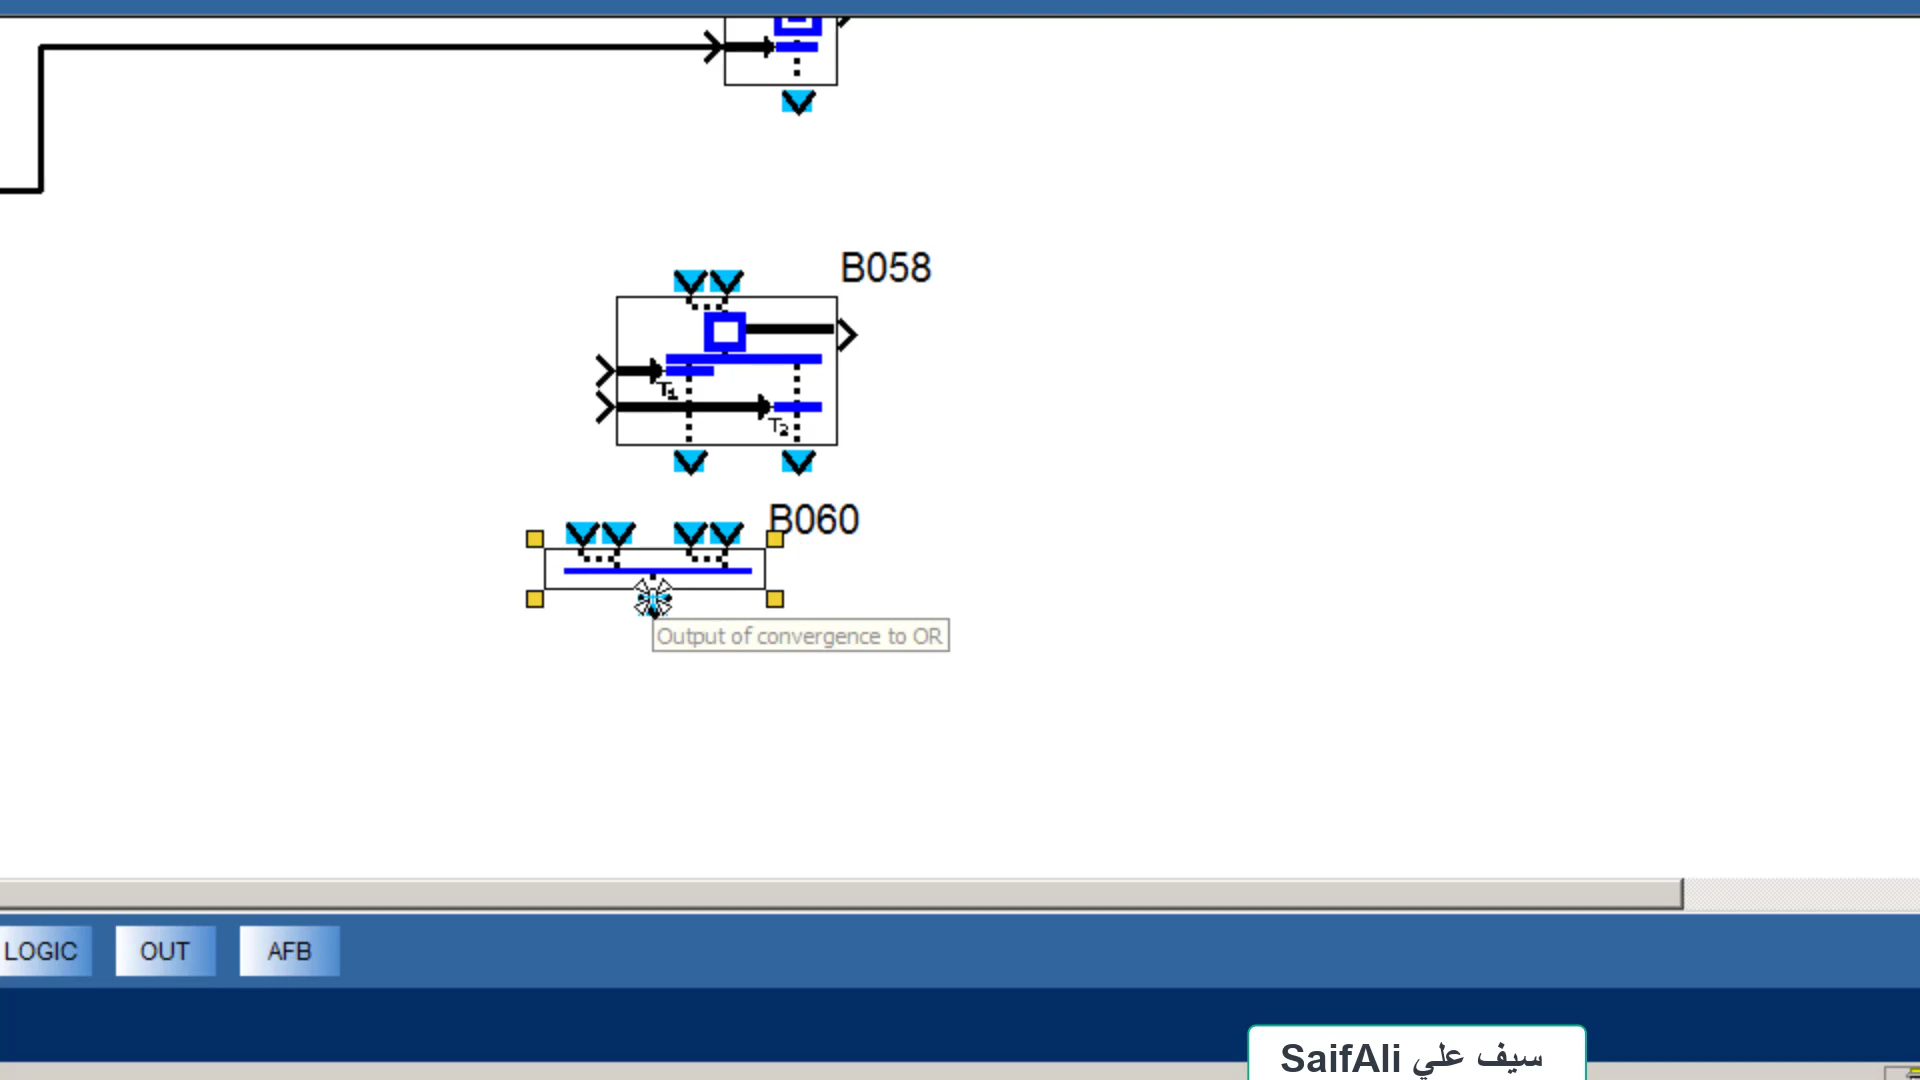 B058
T1
T2
B060
Output of convergence to OR
LOGIC
OUT
AFB
SaifAli سيف علي